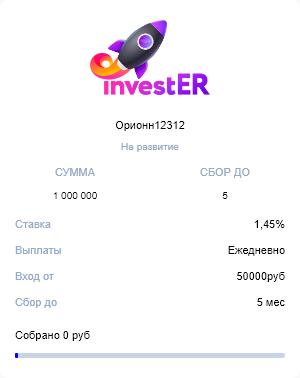 investER
Орионн12312
На развитие
СУММА СБОР ДО
1 000 000 5
Ставка 1,45%
Выплаты Ежедневно
Вход от 50000руб
Сбор до 5 мес
Собрано 0 руб